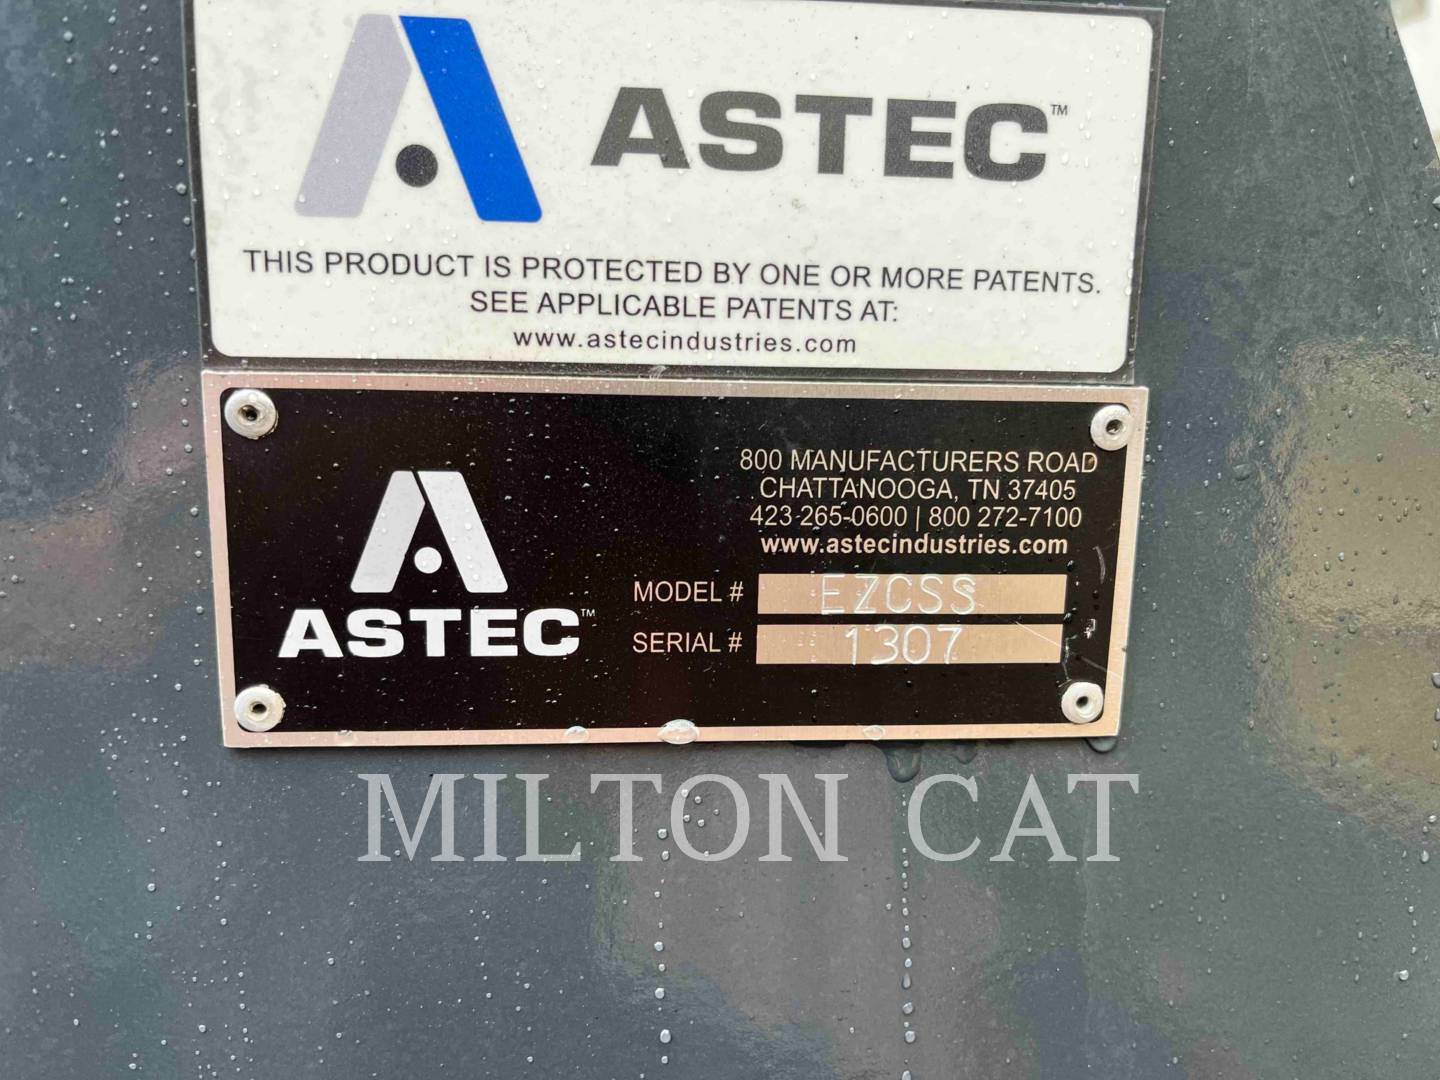 ASTEC™
THIS PRODUCT IS PROTECTED BY ONE OR MORE PATENTS.
SEE APPLICABLE PATENTS AT:
www.astecindustries.com
800 MANUFACTURERS ROAD
CHATTANOOGA, TN 37405
423 265-0600 | 800 272-7100
www.astecindustries.com
ASTEC™
MODEL # EZCSS
SERIAL # 1307
MILTON CAT